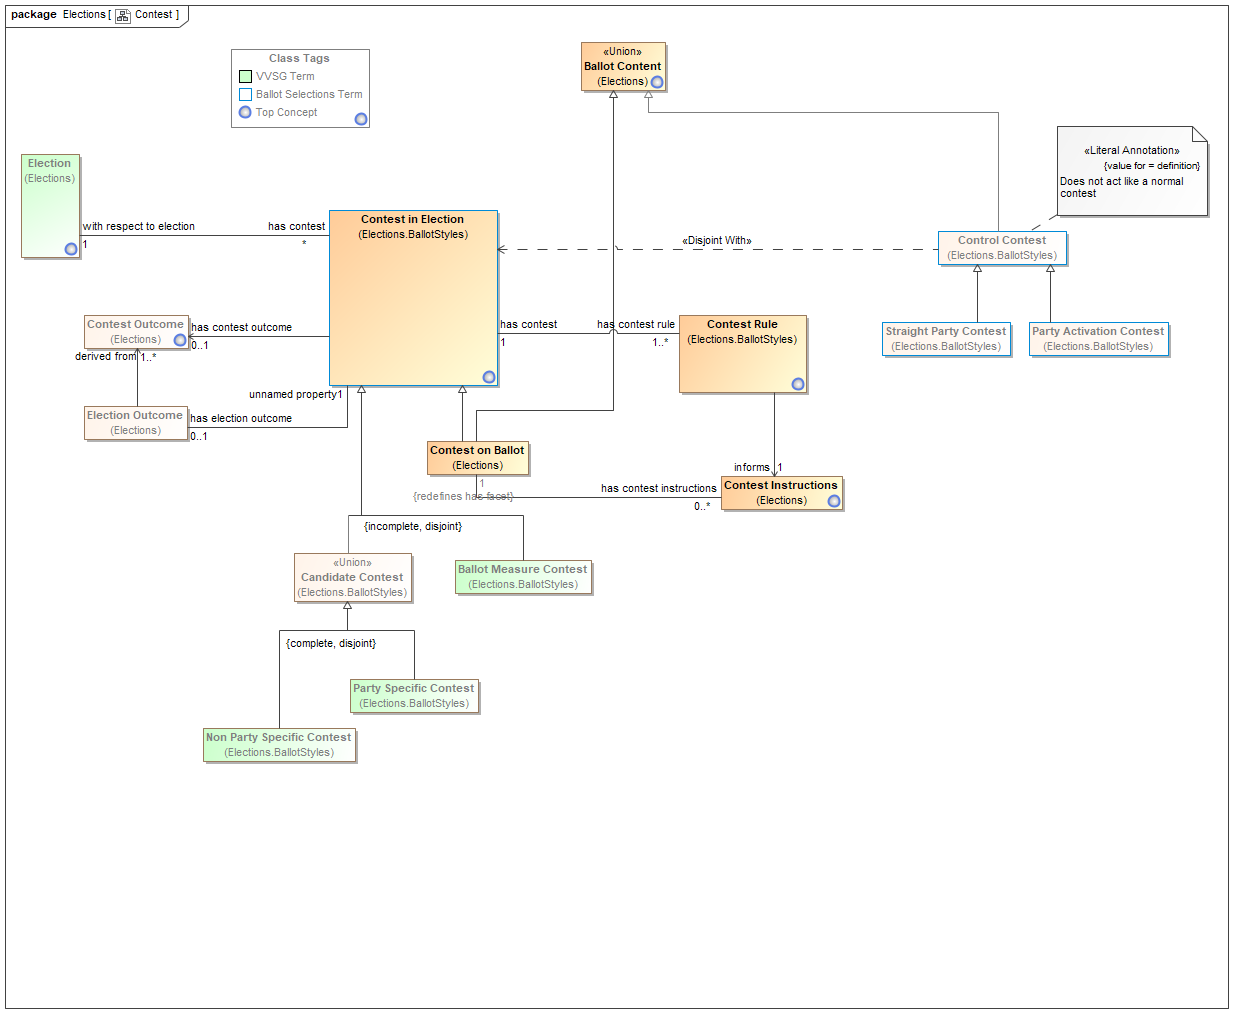 package Elections [ Contest ]
Class Tags
VVSG Term
Ballot Selections Term
Top Concept
«Union»
Ballot Content
(Elections)
«Literal Annotation»
{value for = definition}
Does not act like a normal
contest
Election
(Elections)
with respect to election
1
has contest
*
Contest in Election
(Elections.BallotStyles)
«Disjoint With»
Control Contest
(Elections.BallotStyles)
Contest Outcome
(Elections)
has contest outcome
0..1
derived from
1..*
has contest
1
has contest rule
1..*
Contest Rule
(Elections.BallotStyles)
Straight Party Contest
(Elections.BallotStyles)
Party Activation Contest
(Elections.BallotStyles)
unnamed property
1
Election Outcome
(Elections)
has election outcome
0..1
Contest on Ballot
(Elections)
1
{redefines has facet}
has contest instructions
0..*
informs
1
Contest Instructions
(Elections)
{incomplete, disjoint}
«Union»
Candidate Contest
(Elections.BallotStyles)
Ballot Measure Contest
(Elections.BallotStyles)
{complete, disjoint}
Party Specific Contest
(Elections.BallotStyles)
Non Party Specific Contest
(Elections.BallotStyles)